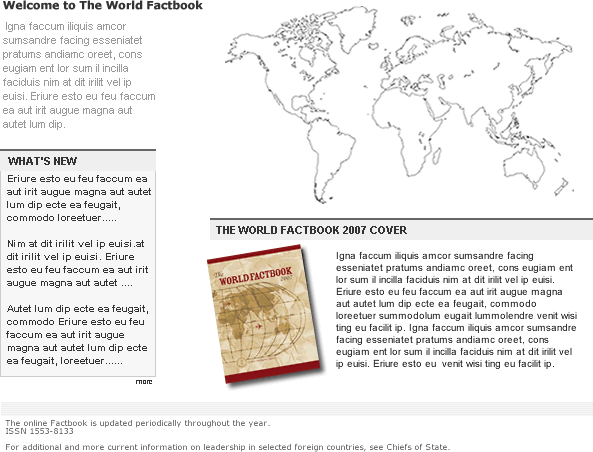 Welcome to The World Factbook
Igna faccum iliquis amcor
sumsandre facing esseniatet
pratums andiamc oreet, cons
eugiam ent lor sum il incilla
faciduis nim at dit irilit vel ip
euisi. Eriure esto eu feu faccum
ea aut irit augue magna aut
autet lum dip.
WHAT'S NEW
Eriure esto eu feu faccum ea
aut irit augue magna aut autet
lum dip ecte ea feugait,
commodo loreetuer.....
Nim at dit irilit vel ip euisi.at
dit irilit vel ip euisi. Eriure
esto eu feu faccum ea aut irit
augue magna aut autet ....
Autet lum dip ecte ea feugait,
commodo Eriure esto eu feu
faccum ea aut irit augue
magna aut autet lum dip ecte
ea feugait, loreetuer......
more
THE WORLD FACTBOOK 2007 COVER
The
WORLD FACTBOOK
2007
Igna faccum iliquis amcor sumsandre facing
esseniatet pratums andiamc oreet, cons eugiam ent
lor sum il incilla faciduis nim at dit irilit vel ip euisi.
Eriure esto eu feu faccum ea aut irit augue magna
aut autet lum dip ecte ea feugait, commodo
loreetuer summodolum eugait lummolendre venit wisi
ting eu facilit ip. Igna faccum iliquis amcor sumsandre
facing esseniatet pratums andiamc oreet, cons
eugiam ent lor sum il incilla faciduis nim at dit irilit vel
ip euisi. Eriure esto eu venit wisi ting eu facilit ip.
The online Factbook is updated periodically throughout the year.
ISSN 1553-8133
For additional and more current information on leadership in selected foreign countries, see Chiefs of State.